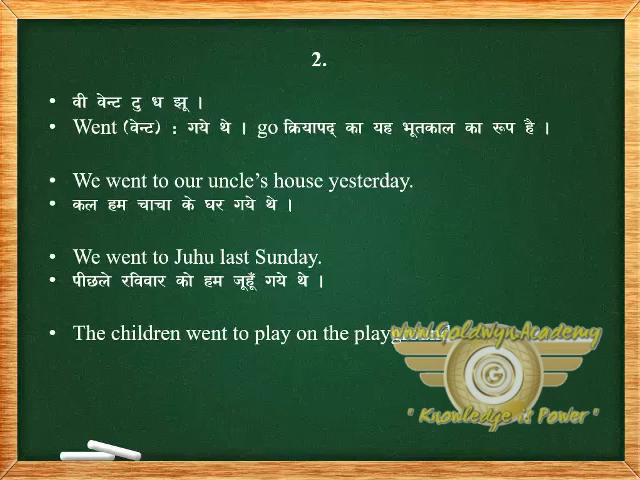 2.
• वी वेन्ट टु ध झू ।
• Went (वेन्ट) : गये थे । go क्रियापद् का यह भूतकाल का रूप है ।
• We went to our uncle’s house yesterday.
• कल हम चाचा के घर गये थे ।
• We went to Juhu last Sunday.
• पीछले रविवार को हम जूहूँ गये थे ।
• The children went to play on the playground
www.Goldwyn.Academy
G
" Knowledge is Power "